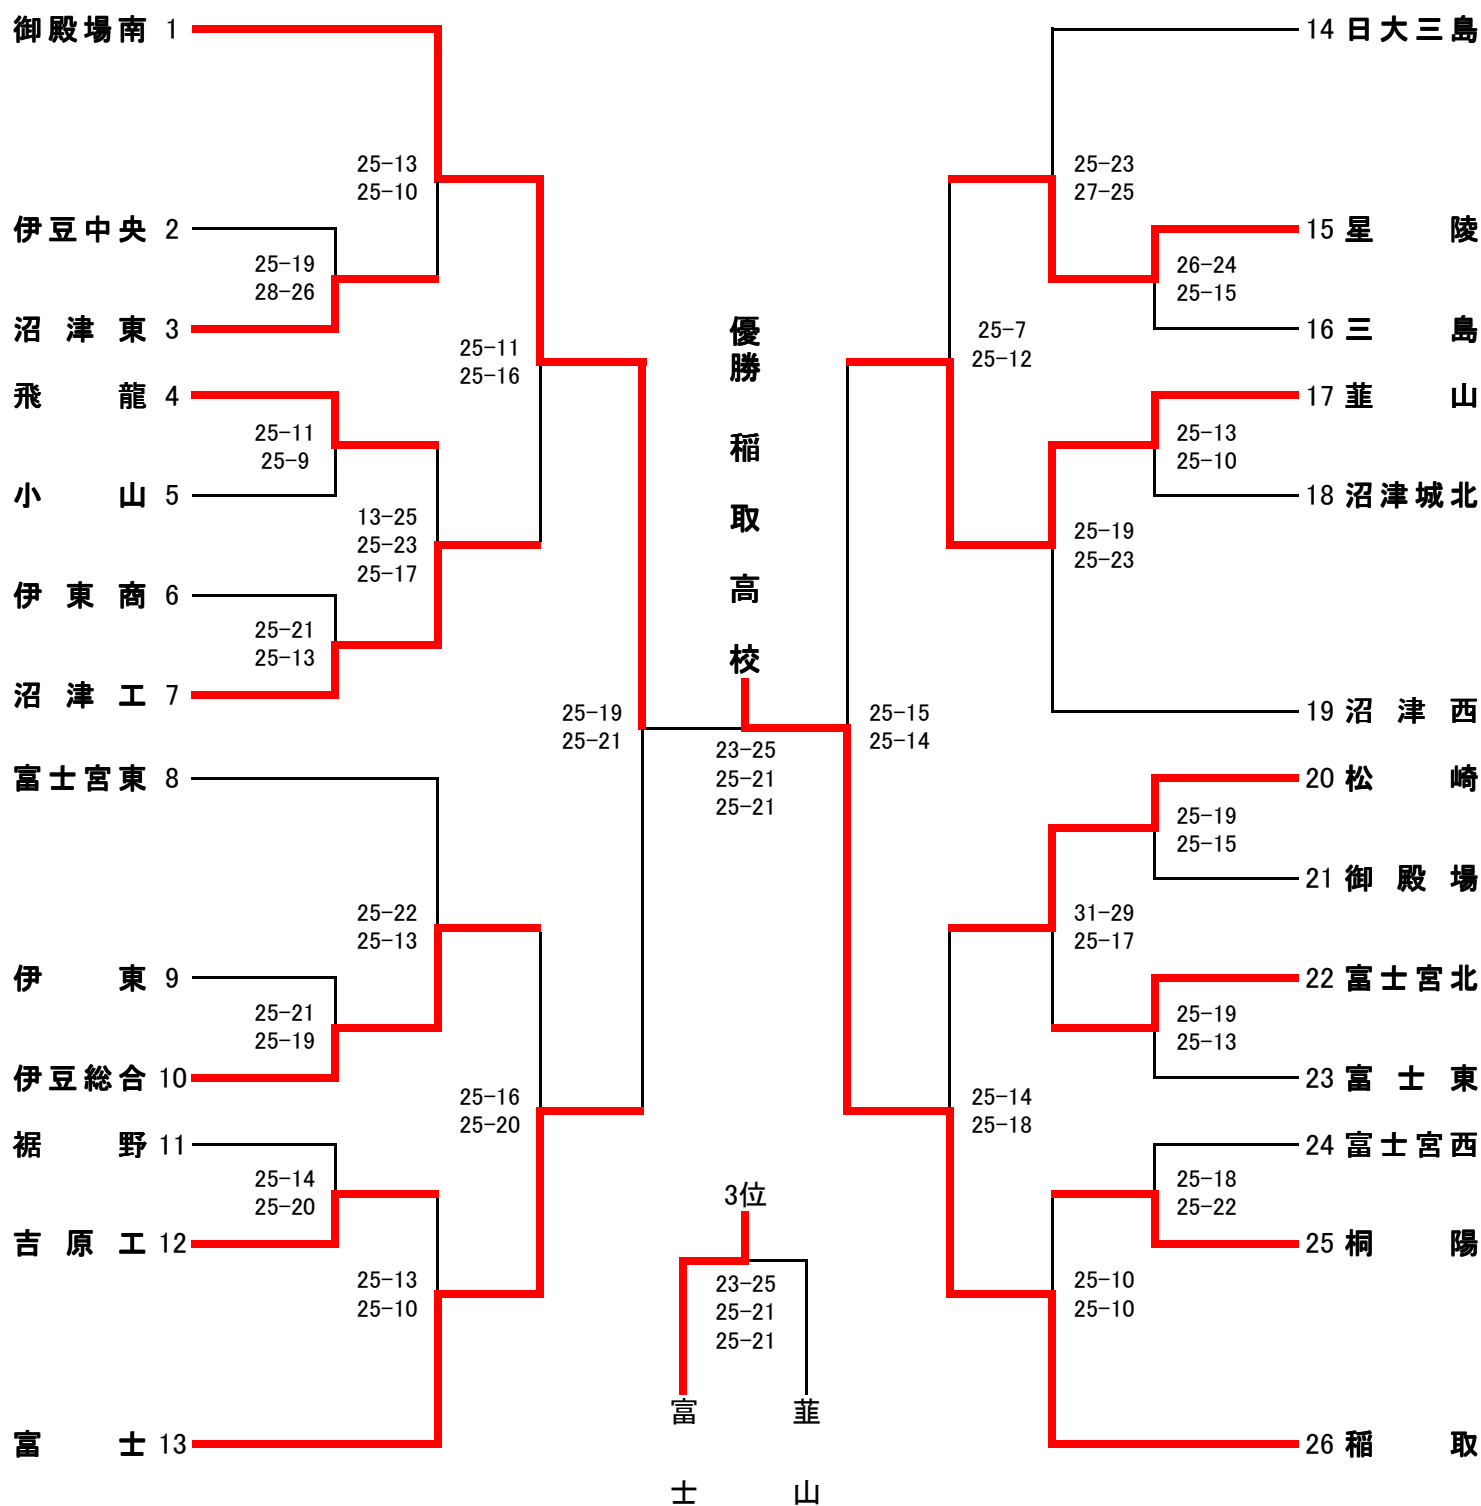 御殿場南 1
25-13
25-10
伊豆中央 2
25-19
28-26
沼津東 3
25-11
25-16
飛龍 4
25-11
25-9
小山 5
13-25
25-23
25-17
伊東商 6
25-21
25-13
沼津工 7
25-19
25-21
富士宮東 8
25-22
25-13
伊東 9
25-21
25-19
伊豆総合 10
25-16
25-20
裾野 11
25-14
25-20
吉原工 12
25-13
25-10
富士 13
優勝 稲取高校
23-25
25-21
25-21
3位
23-25
25-21
25-21
富士
韮山
14 日大三島
25-23
27-25
15 星陵
26-24
25-15
16 三島
25-7
25-12
17 韮山
25-13
25-10
18 沼津城北
25-19
25-23
19 沼津西
25-15
25-14
20 松崎
25-19
25-15
21 御殿場
31-29
25-17
22 富士宮北
25-19
25-13
23 富士東
25-14
25-18
24 富士宮西
25-18
25-22
25 桐陽
25-10
25-10
26 稲取